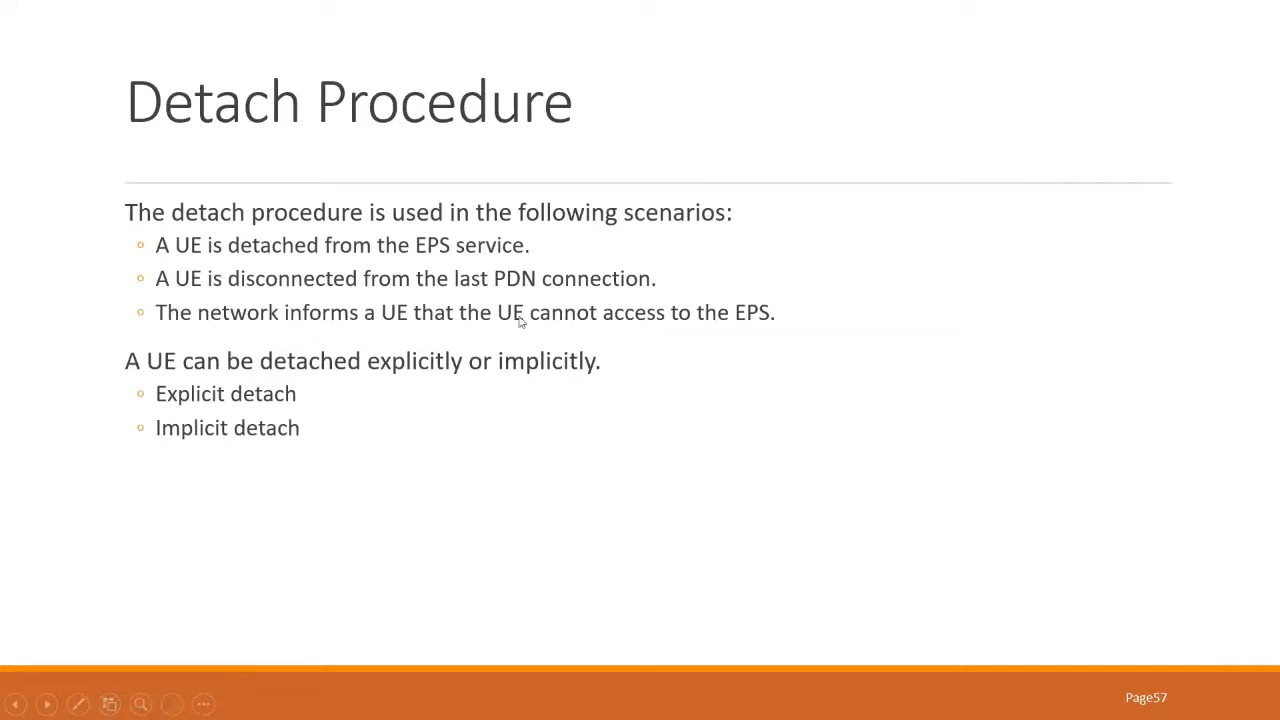 Detach Procedure
The detach procedure is used in the following scenarios:
A UE is detached from the EPS service.
A UE is disconnected from the last PDN connection.
The network informs a UE that the UE cannot access to the EPS.
A UE can be detached explicitly or implicitly.
Explicit detach
Implicit detach
Page57